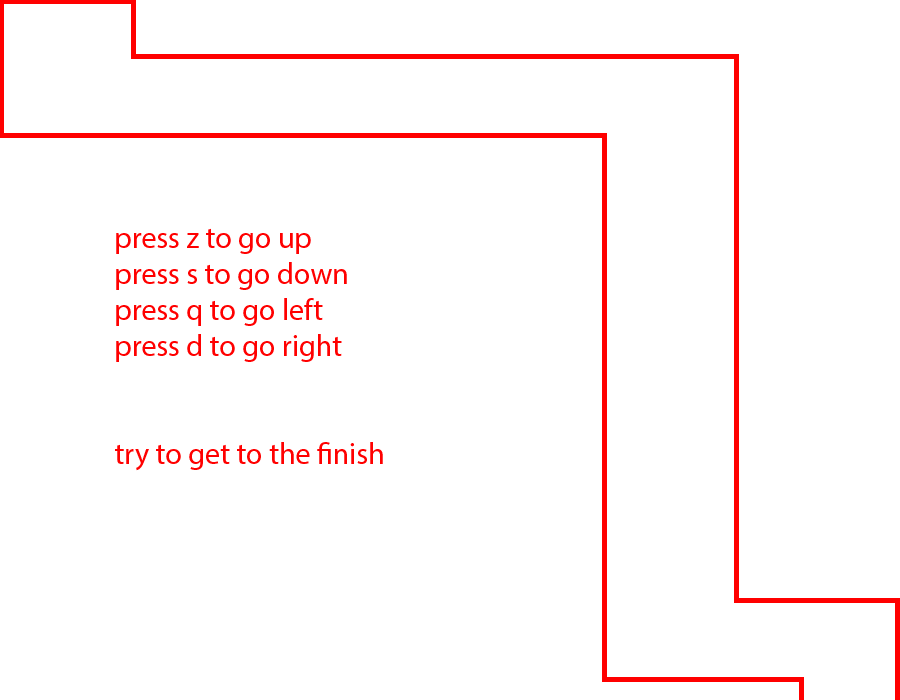 press z to go up
press s to go down
press q to go left
press d to go right
try to get to the finish